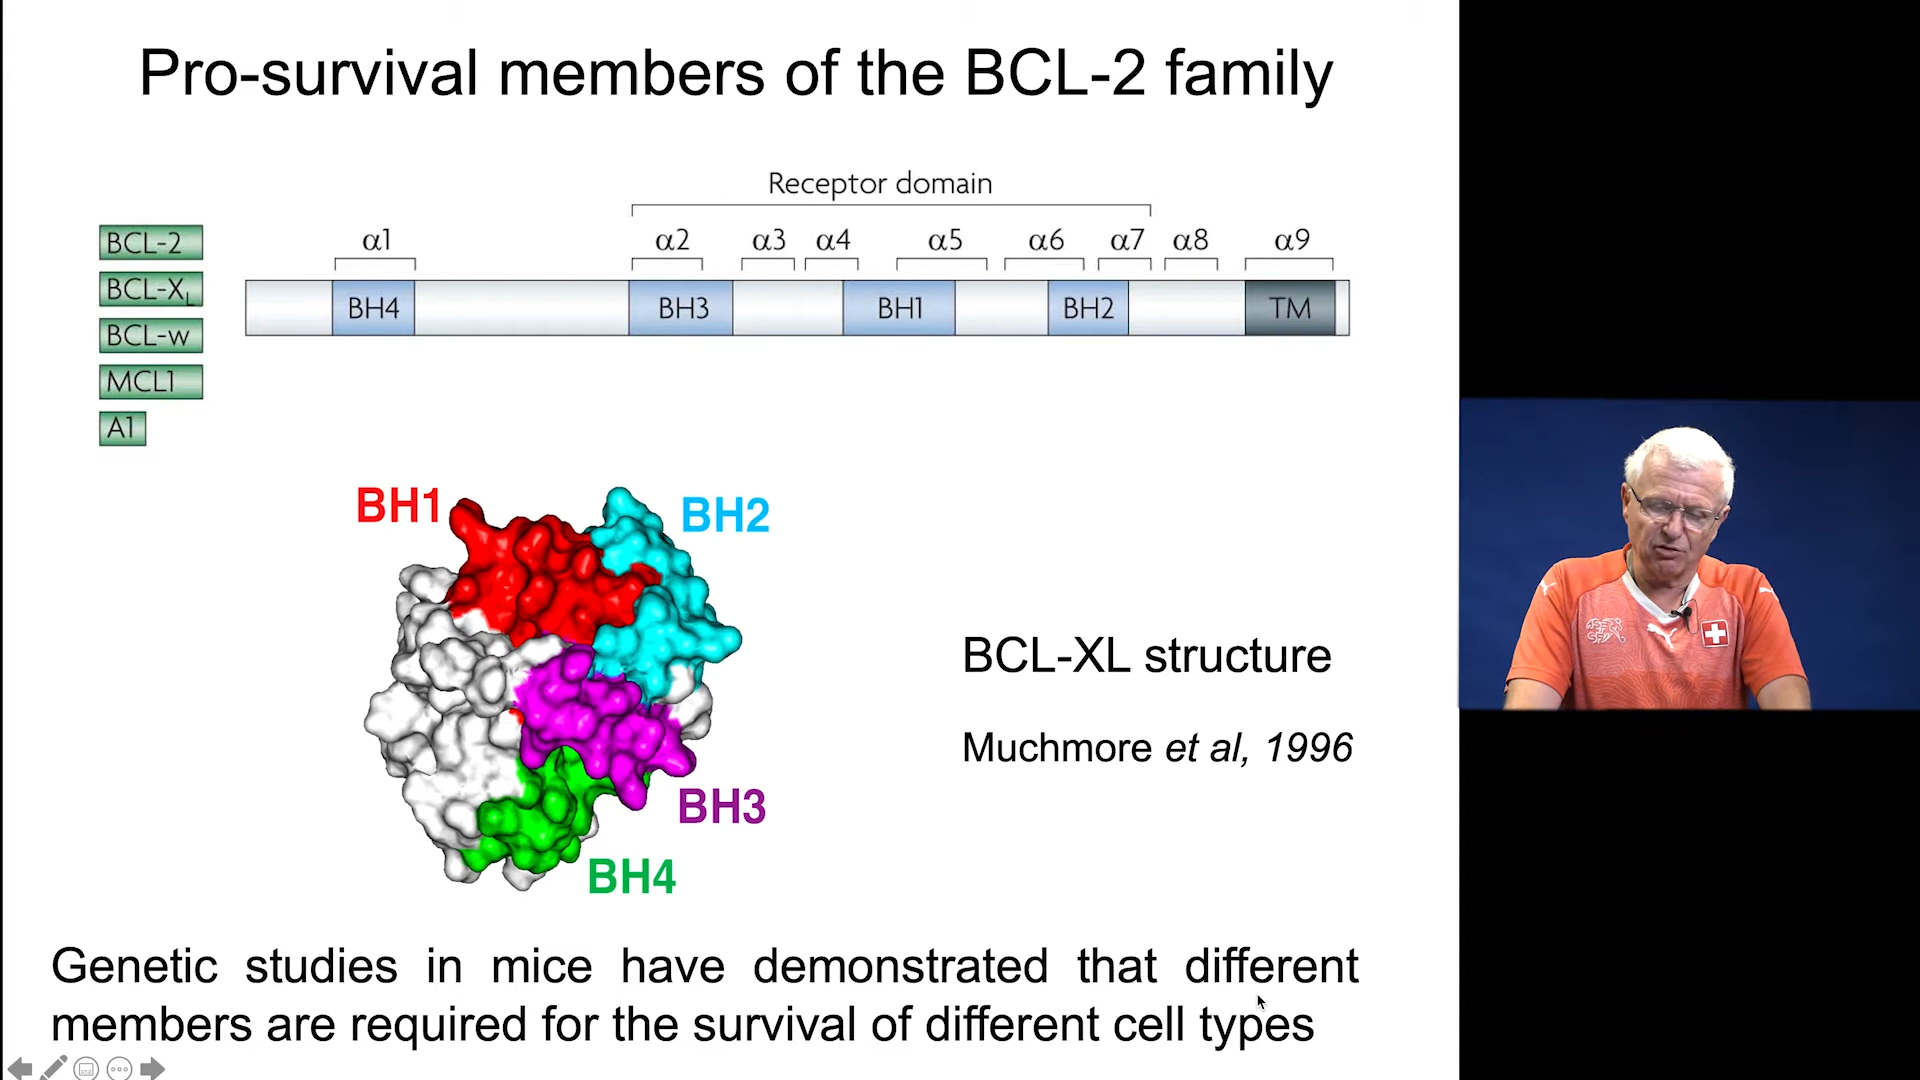 Pro-survival members of the BCL-2 family
Receptor domain
α1 α2 α3 α4 α5 α6 α7 α8 α9
BH4 BH3 BH1 BH2 TM
BCL-2
BCL-XL
BCL-w
MCL1
A1
BH1
BH2
BH3
BH4
BCL-XL structure
Muchmore et al, 1996
Genetic studies in mice have demonstrated that different
members are required for the survival of different cell types